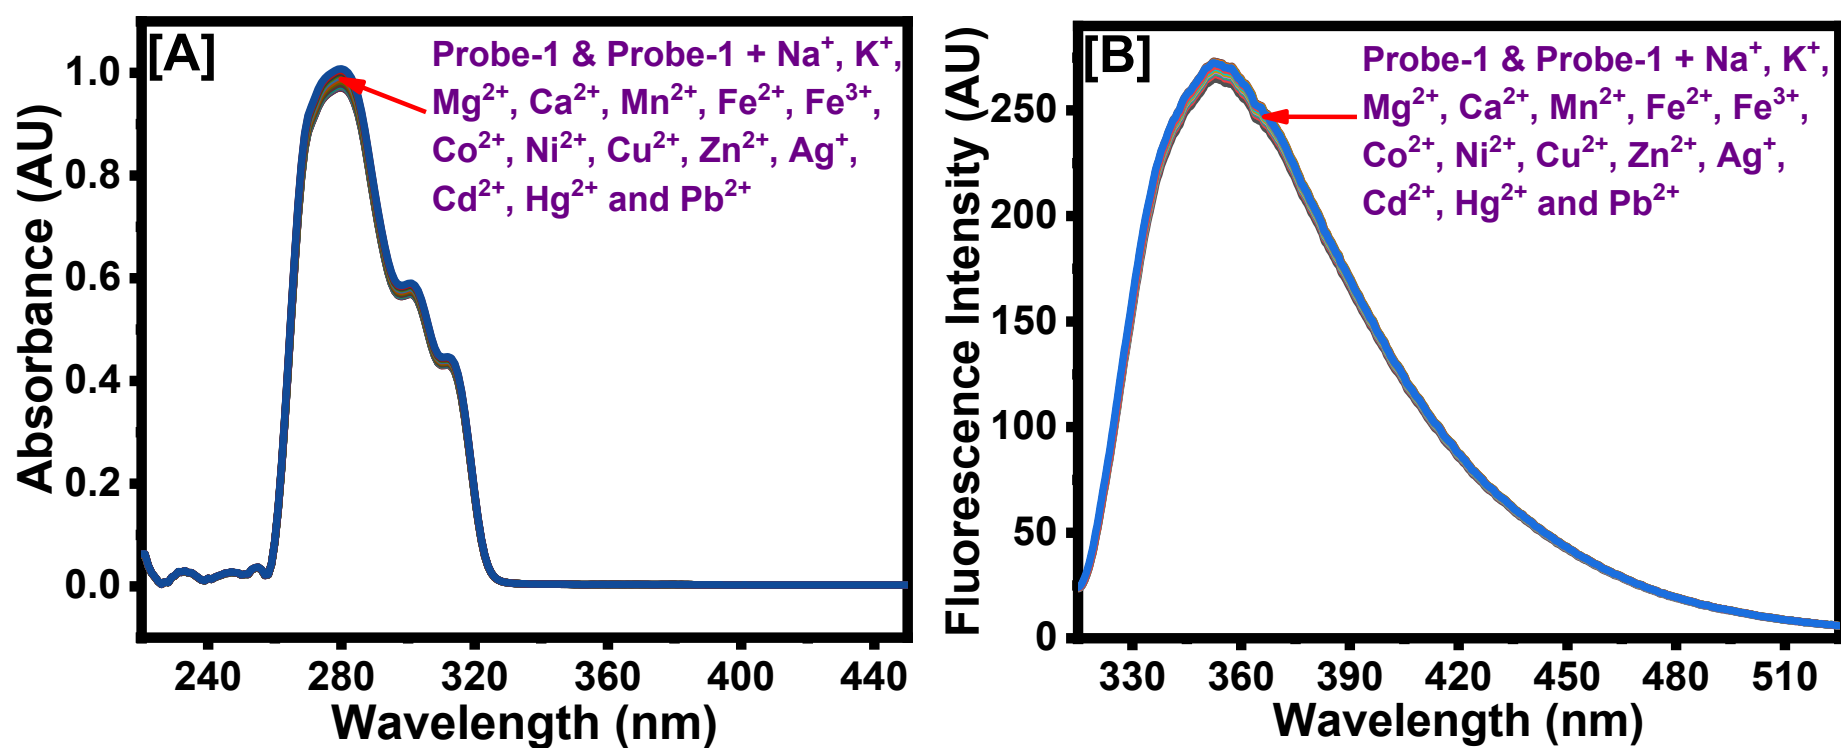 [A]
Probe-1 & Probe-1 + Na⁺, K⁺,
Mg²⁺, Ca²⁺, Mn²⁺, Fe²⁺, Fe³⁺,
Co²⁺, Ni²⁺, Cu²⁺, Zn²⁺, Ag⁺,
Cd²⁺, Hg²⁺ and Pb²⁺
Absorbance (AU)
1.0
0.8
0.6
0.4
0.2
0.0
240 280 320 360 400 440
Wavelength (nm)
[B]
Probe-1 & Probe-1 + Na⁺, K⁺,
Mg²⁺, Ca²⁺, Mn²⁺, Fe²⁺, Fe³⁺,
Co²⁺, Ni²⁺, Cu²⁺, Zn²⁺, Ag⁺,
Cd²⁺, Hg²⁺ and Pb²⁺
Fluorescence Intensity (AU)
250
200
150
100
50
0
330 360 390 420 450 480 510
Wavelength (nm)